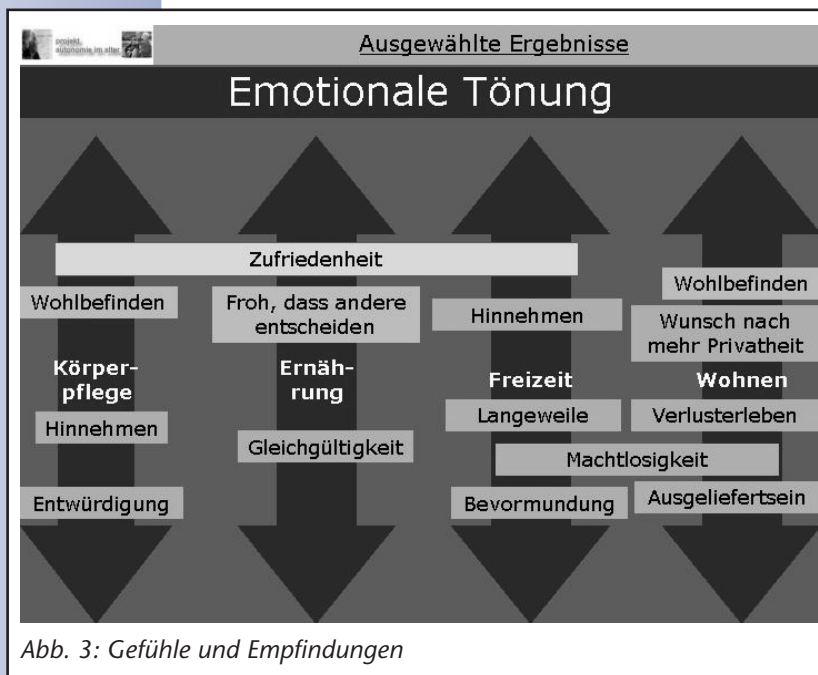 projekt.
autonomie.im.alter
Ausgewählte Ergebnisse
Emotionale Tönung
Zufriedenheit
Wohlbefinden
Froh, dass andere
entscheiden
Hinnehmen
Wohlbefinden
Wunsch nach
mehr Privatheit
Körper-
pflege
Ernäh-
rung
Freizeit
Wohnen
Hinnehmen
Gleichgültigkeit
Langeweile
Verlusterleben
Machtlosigkeit
Entwürdigung
Bevormundung
Ausgeliefertsein
Abb. 3: Gefühle und Empfindungen